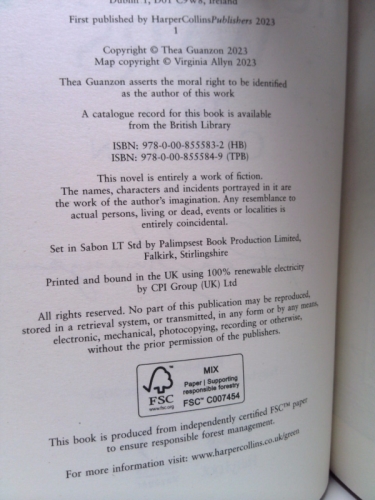 Dublin 1, D01 C9W8, Ireland
First published by HarperCollinsPublishers 2023
1
Copyright © Thea Guanzon 2023
Map copyright © Virginia Allyn 2023
Thea Guanzon asserts the moral right to be identified
as the author of this work
A catalogue record for this book is available
from the British Library
ISBN: 978-0-00-855583-2 (HB)
ISBN: 978-0-00-855584-9 (TPB)
This novel is entirely a work of fiction.
The names, characters and incidents portrayed in it are
the work of the author's imagination. Any resemblance to
actual persons, living or dead, events or localities is
entirely coincidental.
Set in Sabon LT Std by Palimpsest Book Production Limited,
Falkirk, Stirlingshire
Printed and bound in the UK using 100% renewable electricity
by CPI Group (UK) Ltd
All rights reserved. No part of this publication may be reproduced,
stored in a retrieval system, or transmitted, in any form or by any means,
electronic, mechanical, photocopying, recording or otherwise,
without the prior permission of the publishers.
MIX
Paper | Supporting
responsible forestry
FSC™ C007454
FSC
www.fsc.org
This book is produced from independently certified FSC™ paper
to ensure responsible forest management.
For more information visit: www.harpercollins.co.uk/green